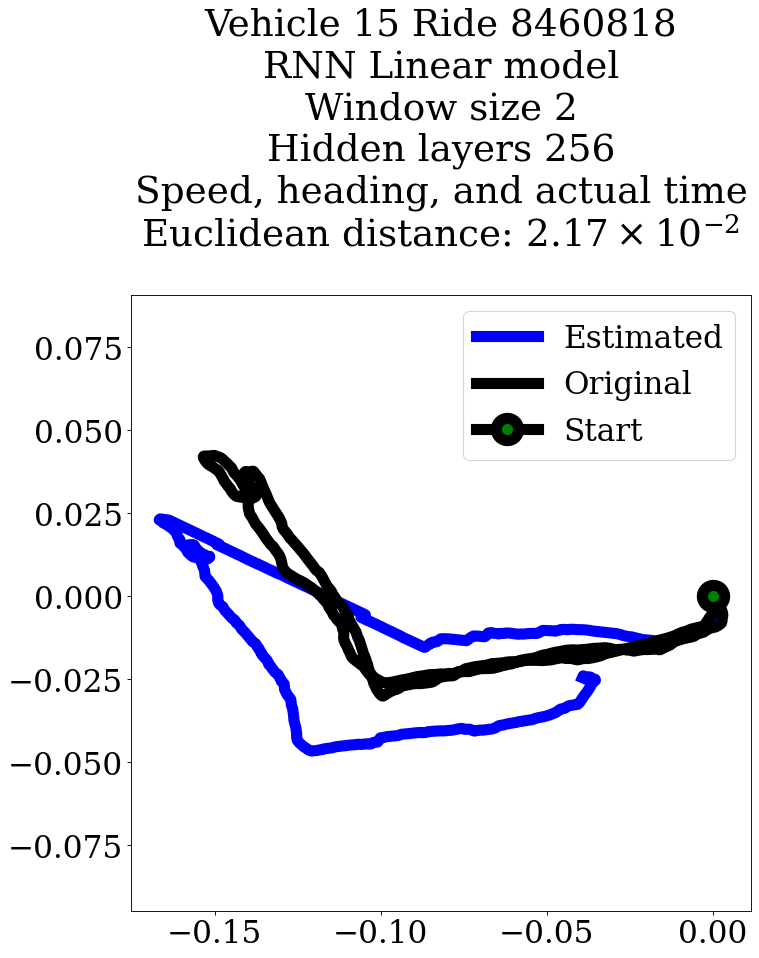 Vehicle 15 Ride 8460818
RNN Linear model
Window size 2
Hidden layers 256
Speed, heading, and actual time
Euclidean distance: 2.17 × 10⁻²
Estimated
Original
Start
0.075
0.050
0.025
0.000
−0.025
−0.050
−0.075
−0.15 −0.10 −0.05 0.00